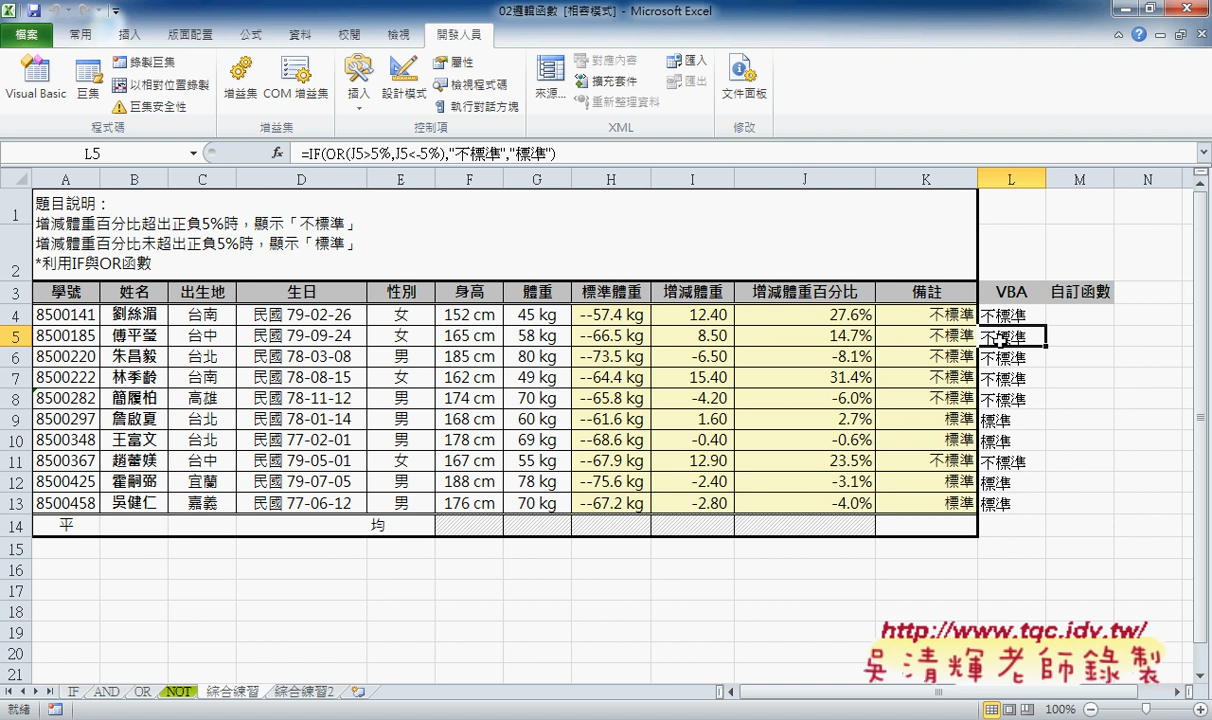 02邏輯函數 [相容模式] - Microsoft Excel
檔案 常用 插入 版面配置 公式 資料 校閱 檢視 開發人員
Visual Basic 巨集 錄製巨集 以相對位置錄製 巨集安全性 程式碼
增益集 COM 增益集 增益集
插入 設計模式 屬性 檢視程式碼 執行對話方塊 控制項
來源... 對應內容 擴充套件 重新整理資料 匯入 匯出 XML
文件面板 修改
L5 fx =IF(OR(J5>5%,J5<-5%),"不標準","標準")
A B C D E F G H I J K L M N
1 題目說明：
增減體重百分比超出正負5%時，顯示「不標準」
增減體重百分比未超出正負5%時，顯示「標準」
2 *利用IF與OR函數
3 學號 姓名 出生地 生日 性別 身高 體重 標準體重 增減體重 增減體重百分比 備註 VBA 自訂函數
4 8500141 劉絲湄 台南 民國 79-02-26 女 152 cm 45 kg --57.4 kg 12.40 27.6% 不標準 不標準
5 8500185 傅平瑩 台中 民國 79-09-24 女 165 cm 58 kg --66.5 kg 8.50 14.7% 不標準 不標準
6 8500220 朱昌毅 台北 民國 78-03-08 男 185 cm 80 kg --73.5 kg -6.50 -8.1% 不標準 不標準
7 8500222 林季齡 台南 民國 78-08-15 女 162 cm 49 kg --64.4 kg 15.40 31.4% 不標準 不標準
8 8500282 簡履柏 高雄 民國 78-11-12 男 174 cm 70 kg --65.8 kg -4.20 -6.0% 不標準 不標準
9 8500297 詹啟夏 台北 民國 78-01-14 男 168 cm 60 kg --61.6 kg 1.60 2.7% 標準 標準
10 8500348 王富文 台北 民國 77-02-01 男 178 cm 69 kg --68.6 kg -0.40 -0.6% 標準 標準
11 8500367 趙蕾媄 台中 民國 79-05-01 女 167 cm 55 kg --67.9 kg 12.90 23.5% 不標準 不標準
12 8500425 霍嗣弼 宜蘭 民國 79-07-05 男 188 cm 78 kg --75.6 kg -2.40 -3.1% 標準 標準
13 8500458 吳健仁 嘉義 民國 77-06-12 男 176 cm 70 kg --67.2 kg -2.80 -4.0% 標準 標準
14 平 均
15
16
17
18
19
20
21
http://www.tqc.idv.tw/
吳清輝老師錄製
IF AND OR NOT 綜合練習 綜合練習2
就緒 100%